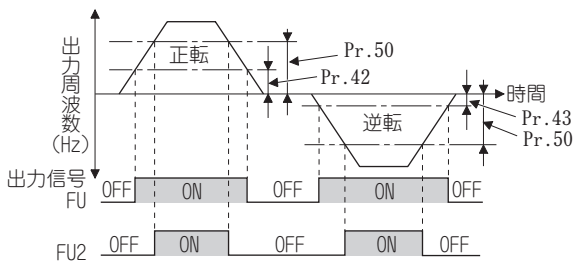 出力周波数(Hz)
正転
Pr.50
Pr.42
時間
逆転
Pr.43
Pr.50
出力信号
FU OFF ON OFF ON OFF
FU2 OFF ON OFF ON OFF